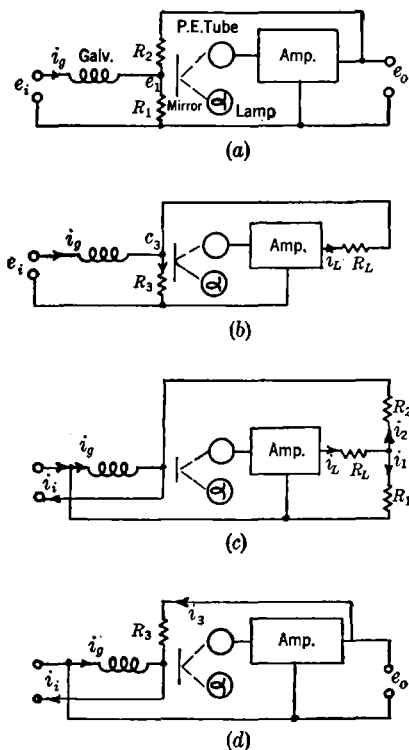 P.E.Tube
i_g Galv. R_2 Amp.
e_i e_1 e_o
R_1 Mirror Lamp
(a)
i_g c_3 Amp.
e_i R_3 i_L R_L
(b)
R_2
i_g Amp. i_2
i_L R_L i_1
i_i R_1
(c)
i_3
i_g R_3 Amp.
i_i e_o
(d)